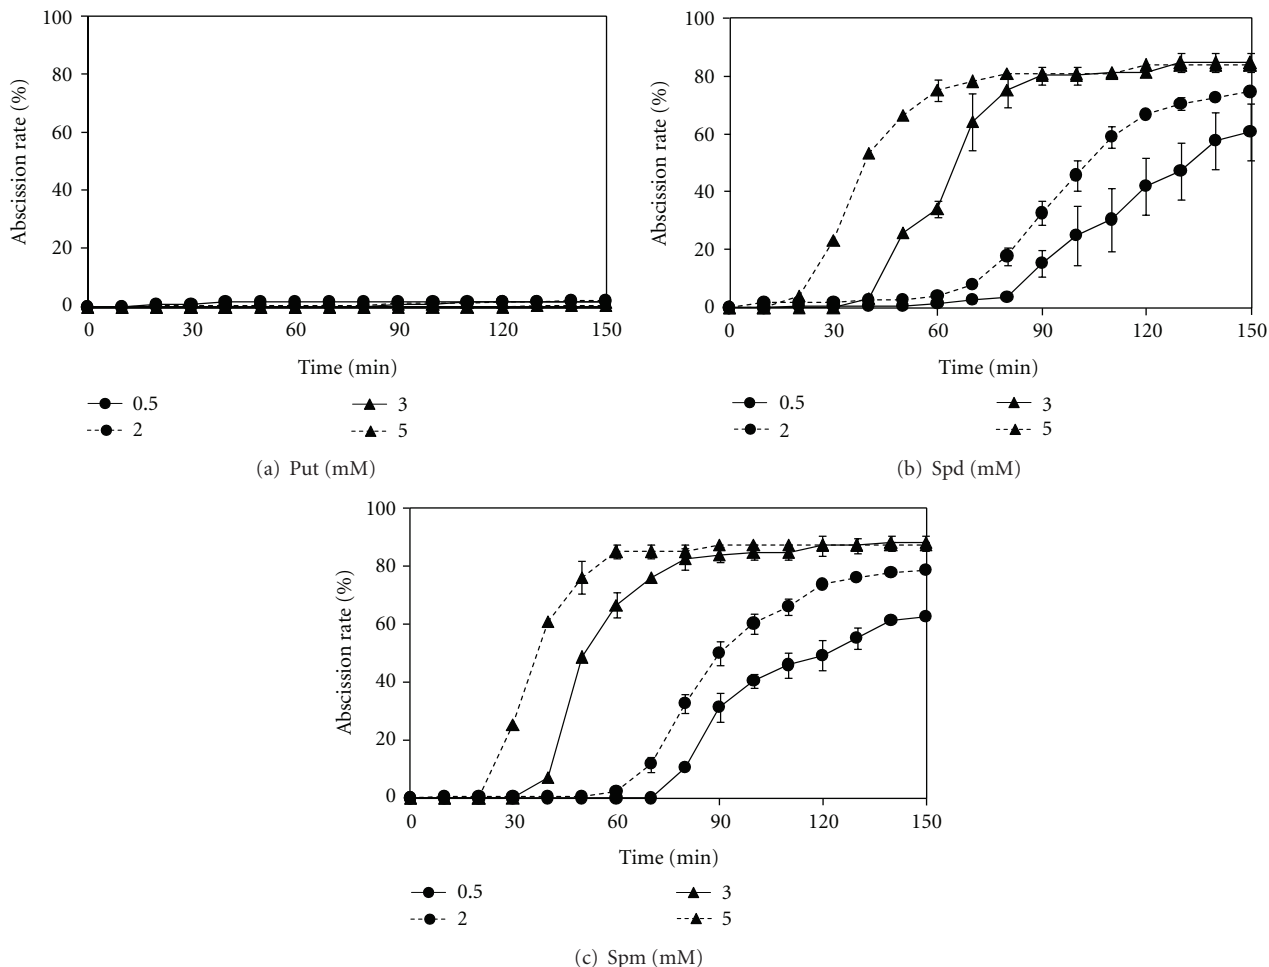 100
80
60
40
20
0
Abscission rate (%)
0 30 60 90 120 150
Time (min)
0.5 3
2 5
(a) Put (mM)
100
80
60
40
20
0
Abscission rate (%)
0 30 60 90 120 150
Time (min)
0.5 3
2 5
(b) Spd (mM)
100
80
60
40
20
0
Abscission rate (%)
0 30 60 90 120 150
Time (min)
0.5 3
2 5
(c) Spm (mM)